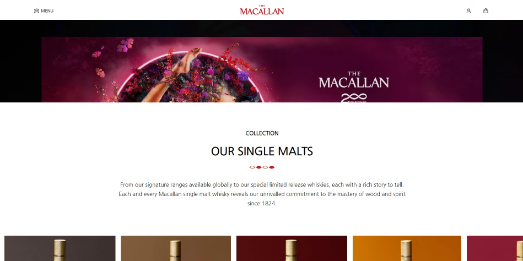 MENU
THE
MACALLAN
THE
MACALLAN
COLLECTION
OUR SINGLE MALTS
From our signature ranges available globally to our special limited release whiskies, each with a rich story to tell.
Each and every Macallan single malt whisky reveals our unrivalled commitment to the mastery of wood and spirit
since 1824.